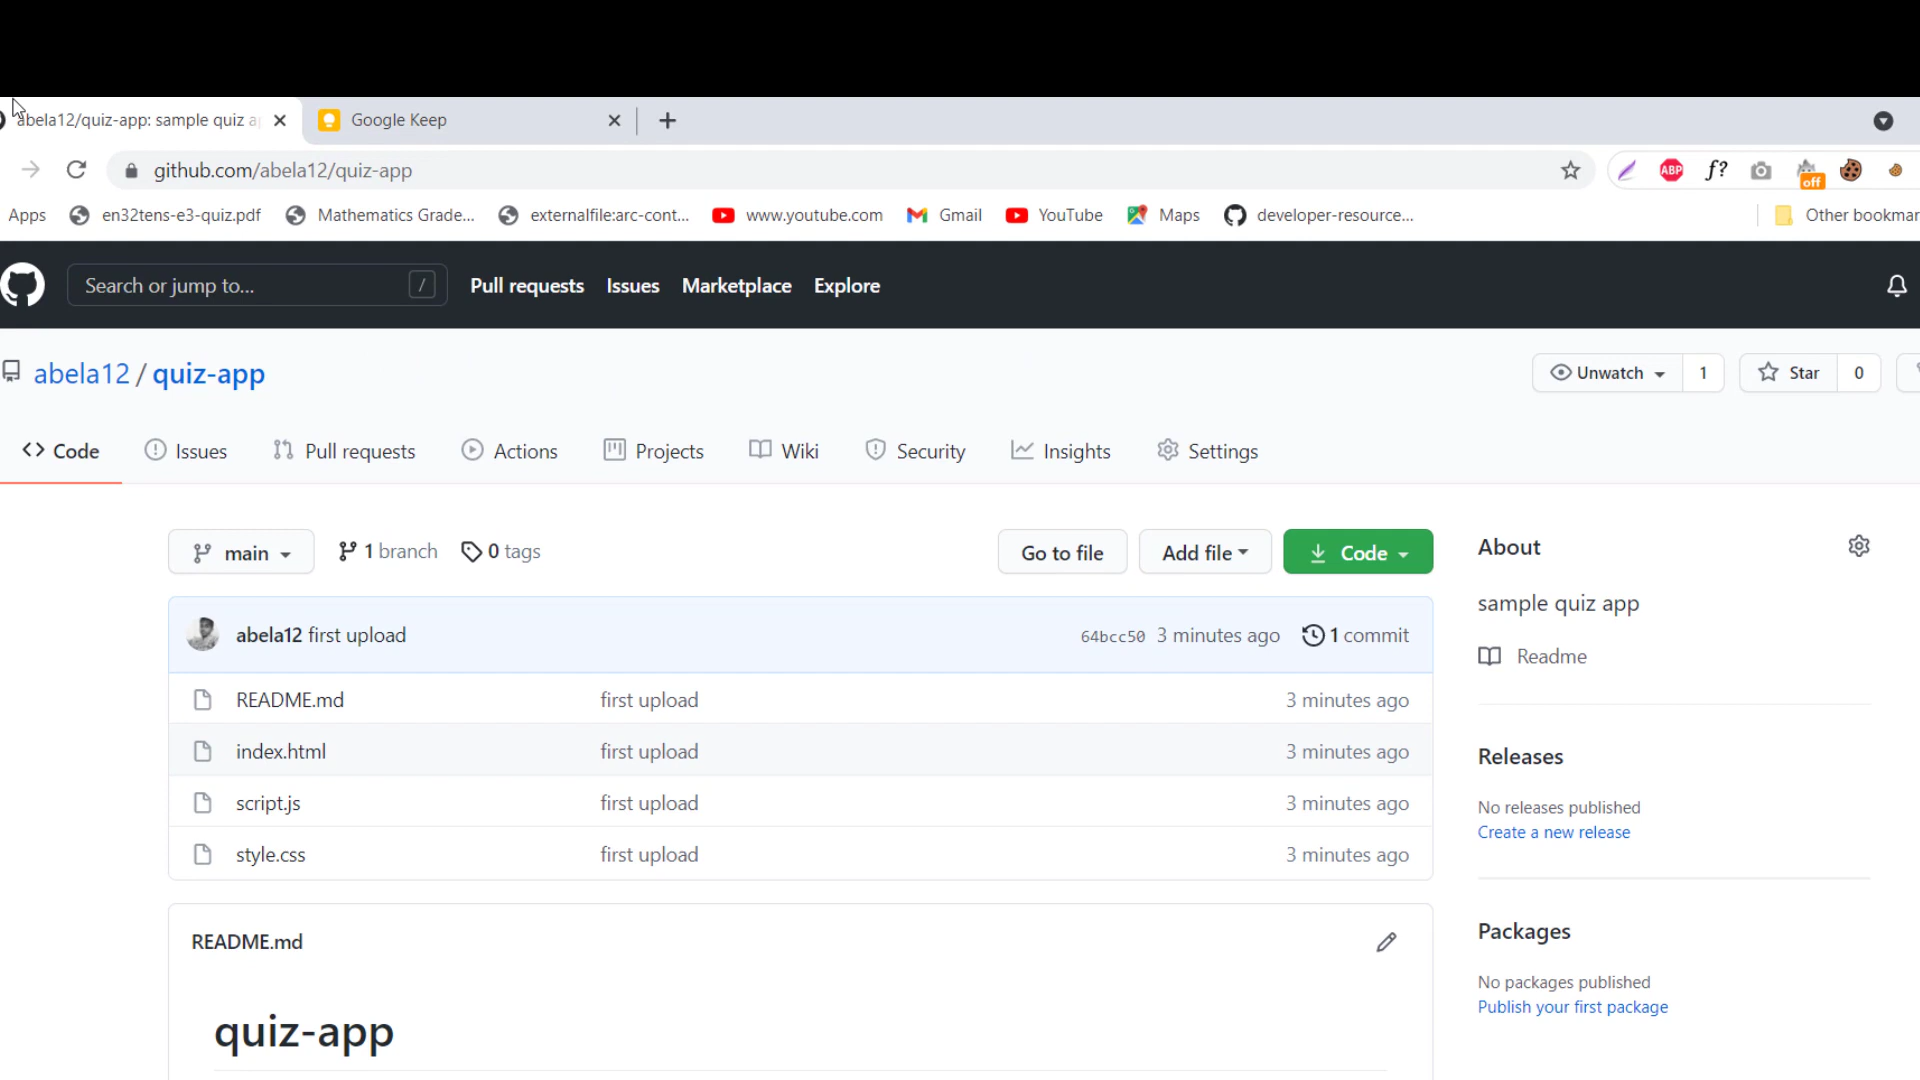 abela12/quiz-app: sample quiz a
Google Keep
github.com/abela12/quiz-app
ABP
f?
off
Apps
en32tens-e3-quiz.pdf
Mathematics Grade...
externalfile:arc-cont...
www.youtube.com
Gmail
YouTube
Maps
developer-resource...
Other bookmar
Search or jump to...
/
Pull requests
Issues
Marketplace
Explore
abela12 / quiz-app
Unwatch
1
Star
0
Code
Issues
Pull requests
Actions
Projects
Wiki
Security
Insights
Settings
main
1 branch
0 tags
Go to file
Add file
Code
About
sample quiz app
Readme
abela12 first upload
64bcc50 3 minutes ago
1 commit
README.md
first upload
3 minutes ago
index.html
first upload
3 minutes ago
script.js
first upload
3 minutes ago
style.css
first upload
3 minutes ago
Releases
No releases published
Create a new release
Packages
No packages published
Publish your first package
README.md
quiz-app